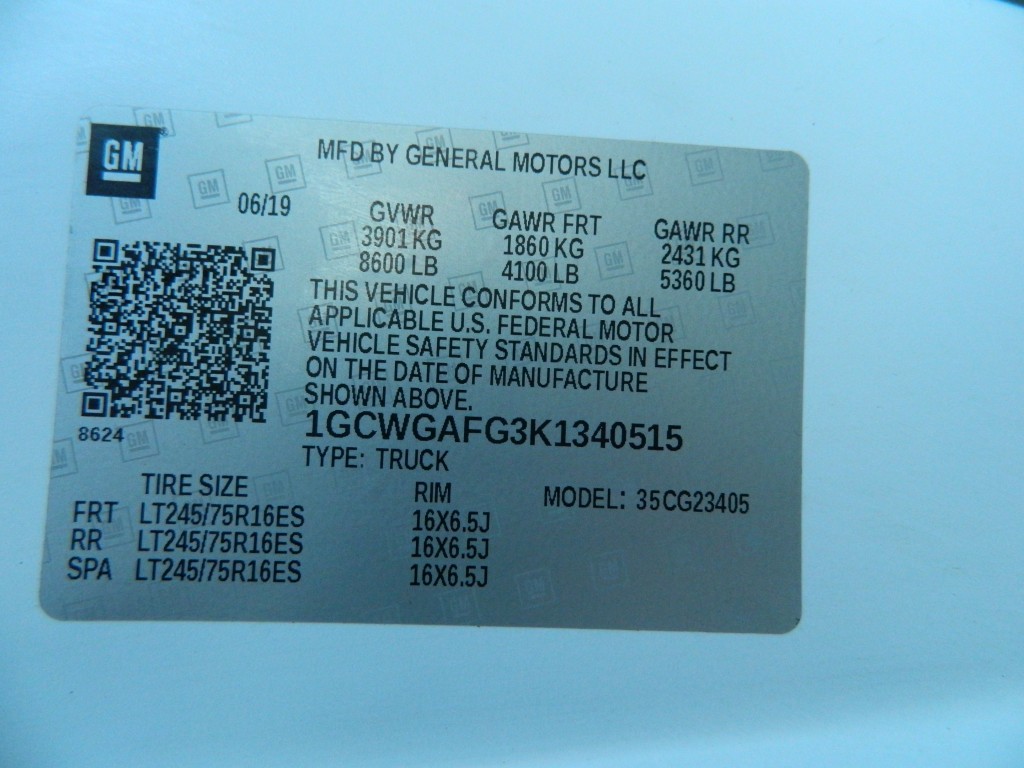 GM
MFD BY GENERAL MOTORS LLC
06/19
GVWR GAWR FRT GAWR RR
3901 KG 1860 KG 2431 KG
8600 LB 4100 LB 5360 LB
THIS VEHICLE CONFORMS TO ALL
APPLICABLE U.S. FEDERAL MOTOR
VEHICLE SAFETY STANDARDS IN EFFECT
ON THE DATE OF MANUFACTURE
SHOWN ABOVE.
8624
1GCWGAFG3K1340515
TYPE: TRUCK
TIRE SIZE RIM MODEL: 35CG23405
FRT LT245/75R16ES 16X6.5J
RR LT245/75R16ES 16X6.5J
SPA LT245/75R16ES 16X6.5J